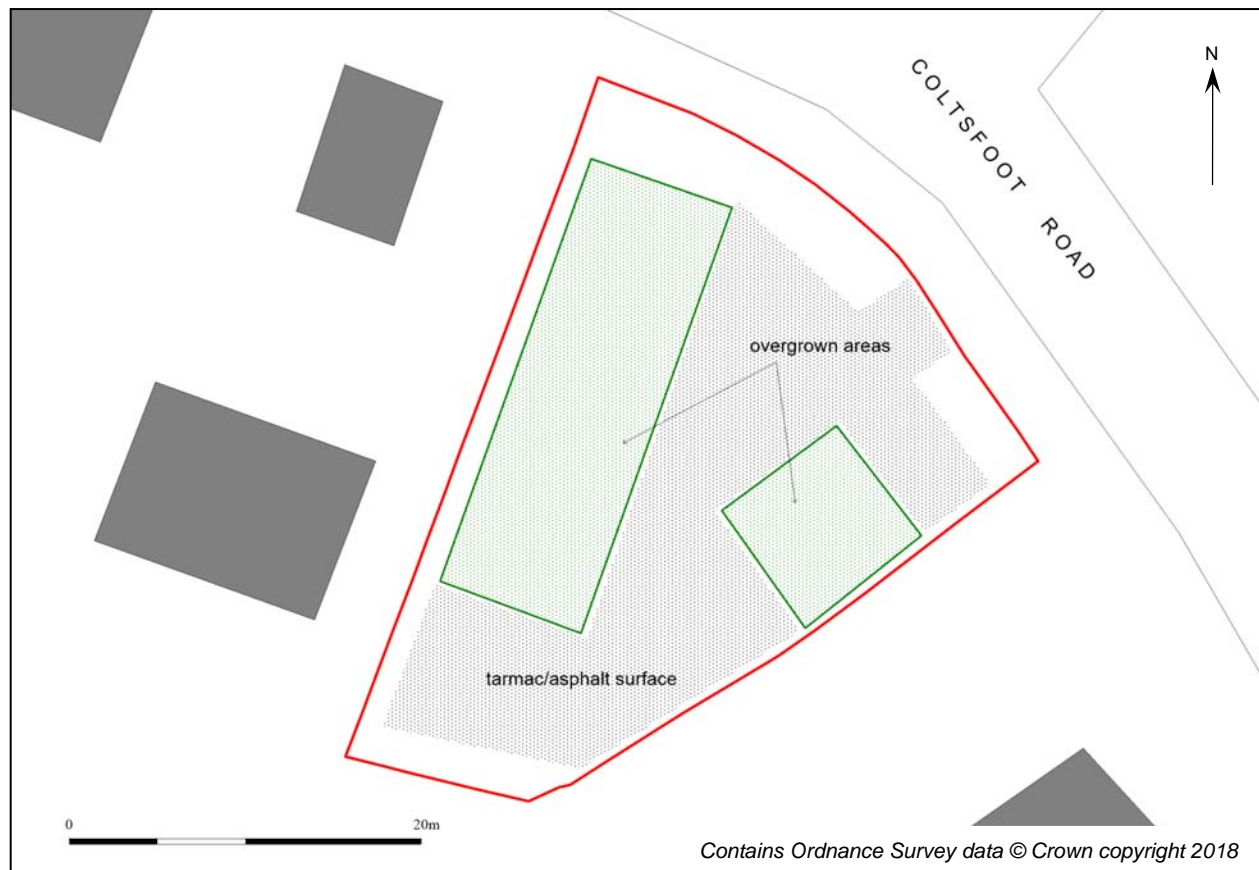 N
COLTSFOOT ROAD
overgrown areas
tarmac/asphalt surface
0 20m
Contains Ordnance Survey data © Crown copyright 2018